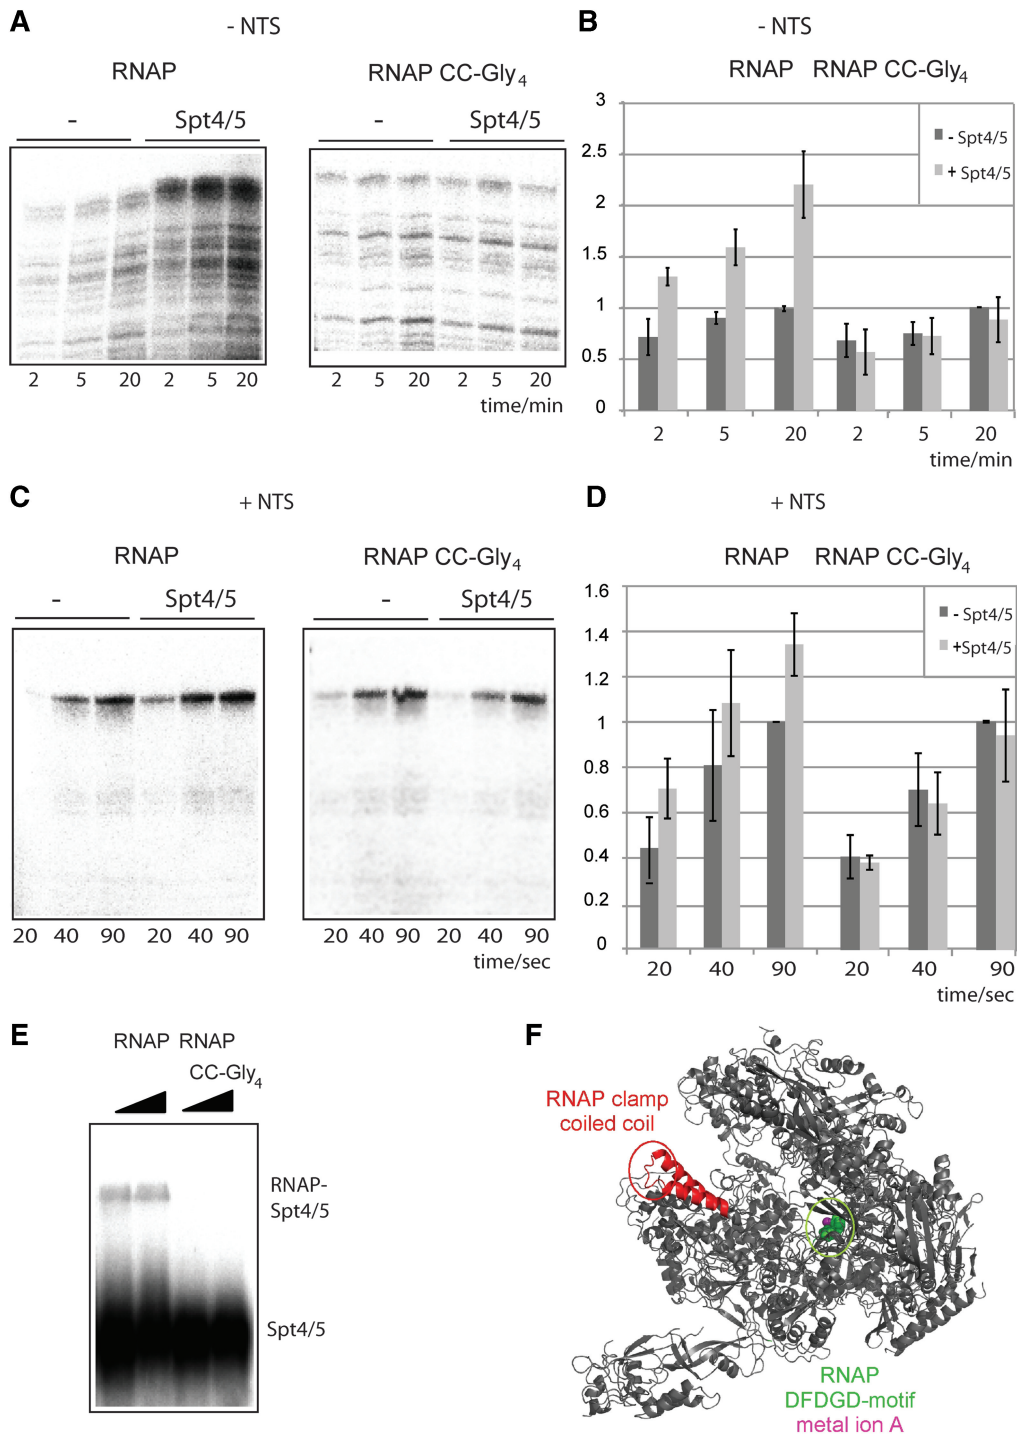 A
- NTS
RNAP
RNAP CC-Gly4
-
Spt4/5
-
Spt4/5
2 5 20 2 5 20
2 5 20 2 5 20
time/min
B
- NTS
RNAP RNAP CC-Gly4
3
2.5
2
1.5
1
0.5
0
- Spt4/5
+ Spt4/5
2 5 20 2 5 20
time/min
C
+ NTS
RNAP
RNAP CC-Gly4
-
Spt4/5
-
Spt4/5
20 40 90 20 40 90
20 40 90 20 40 90
time/sec
D
+ NTS
RNAP RNAP CC-Gly4
1.6
1.4
1.2
1
0.8
0.6
0.4
0.2
0
- Spt4/5
+Spt4/5
20 40 90 20 40 90
time/sec
E
RNAP RNAP
CC-Gly4
RNAP-
Spt4/5
Spt4/5
F
RNAP clamp
coiled coil
RNAP
DFDGD-motif
metal ion A